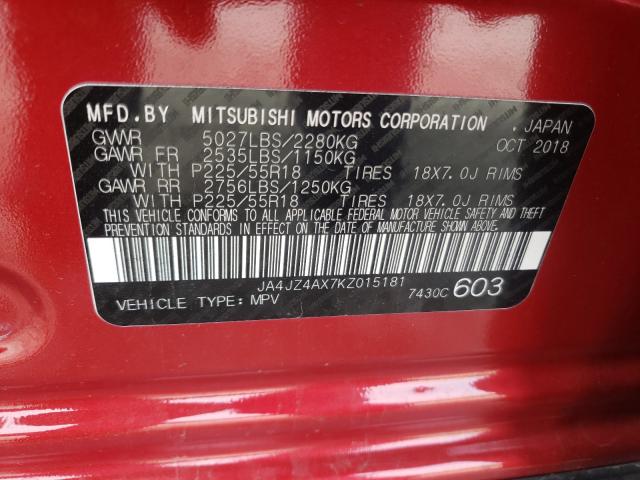 MFD.BY MITSUBISHI MOTORS CORPORATION , JAPAN
GVWR 5027LBS/2280KG OCT 2018
GAWR FR 2535LBS/1150KG
WITH P225/55R18 TIRES 18X7.0J RIMS
GAWR RR 2756LBS/1250KG
WITH P225/55R18 TIRES 18X7.0J RIMS
THIS VEHICLE CONFORMS TO ALL APPLICABLE FEDERAL MOTOR VEHICLE SAFETY AND THEFT
PREVENTION STANDARDS IN EFFECT ON THE DATE OF MANUFACTURE SHOWN ABOVE.
JA4JZ4AX7KZ015181
VEHICLE TYPE: MPV 7430C 603